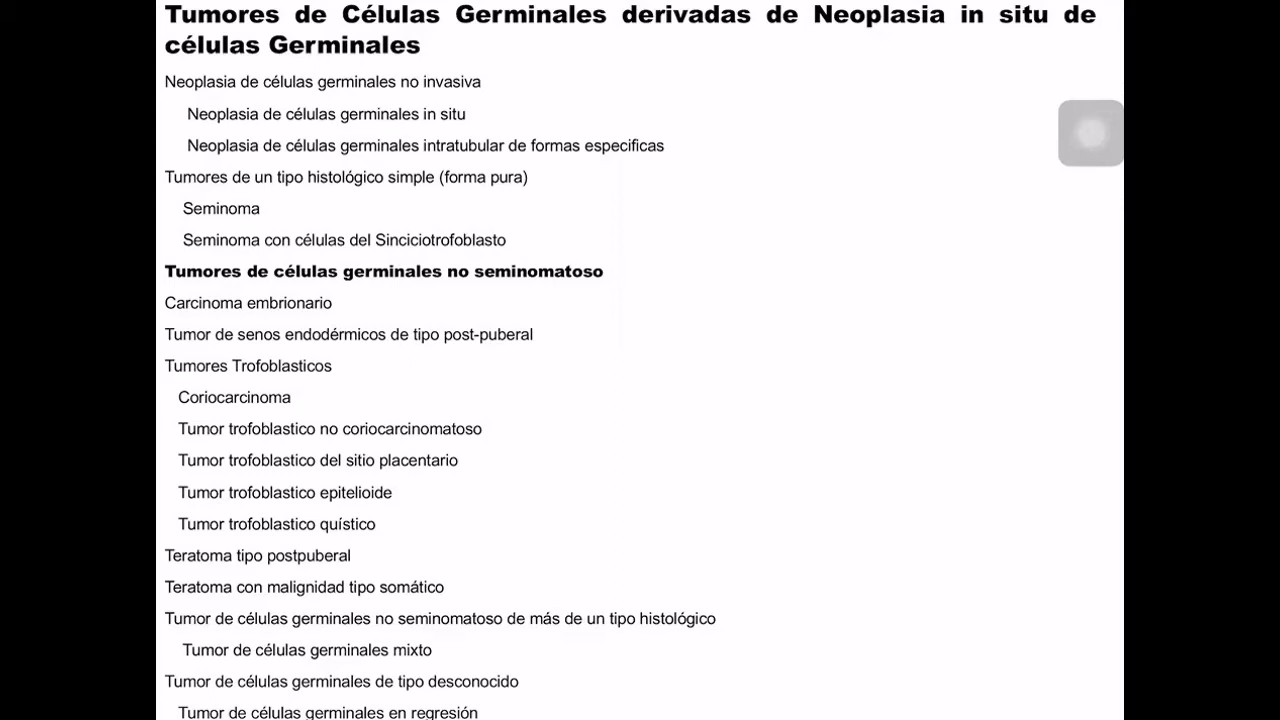 Tumores de Células Germinales derivadas de Neoplasia in situ de
células Germinales
Neoplasia de células germinales no invasiva
Neoplasia de células germinales in situ
Neoplasia de células germinales intratubular de formas especificas
Tumores de un tipo histológico simple (forma pura)
Seminoma
Seminoma con células del Sinciciotrofoblasto
Tumores de células germinales no seminomatoso
Carcinoma embrionario
Tumor de senos endodérmicos de tipo post-puberal
Tumores Trofoblasticos
Coriocarcinoma
Tumor trofoblastico no coriocarcinomatoso
Tumor trofoblastico del sitio placentario
Tumor trofoblastico epitelioide
Tumor trofoblastico quístico
Teratoma tipo postpuberal
Teratoma con malignidad tipo somático
Tumor de células germinales no seminomatoso de más de un tipo histológico
Tumor de células germinales mixto
Tumor de células germinales de tipo desconocido
Tumor de células germinales en regresión